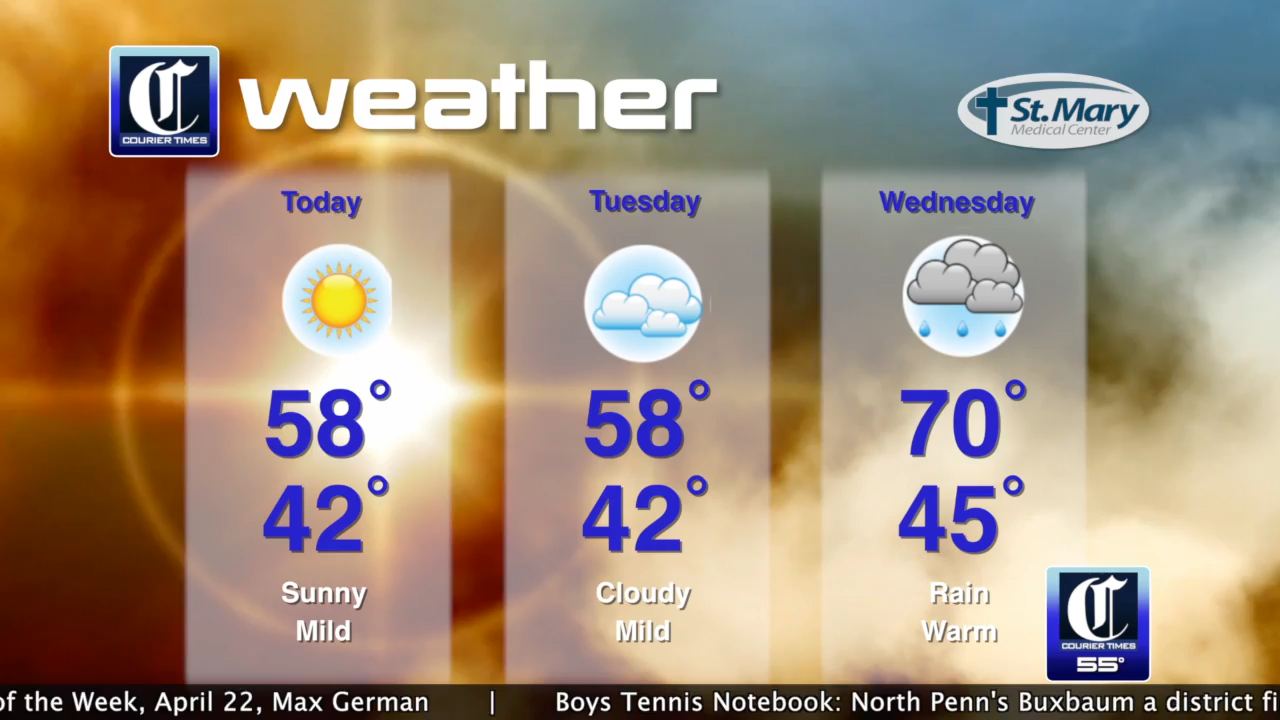 C
COURIER TIMES
weather
St.Mary
Medical Center
Today
58°
42°
Sunny
Mild
Tuesday
58°
42°
Cloudy
Mild
Wednesday
70°
45°
Rain
Warm
C
COURIER TIMES
55°
of the Week, April 22, Max German | Boys Tennis Notebook: North Penn's Buxbaum a district fi